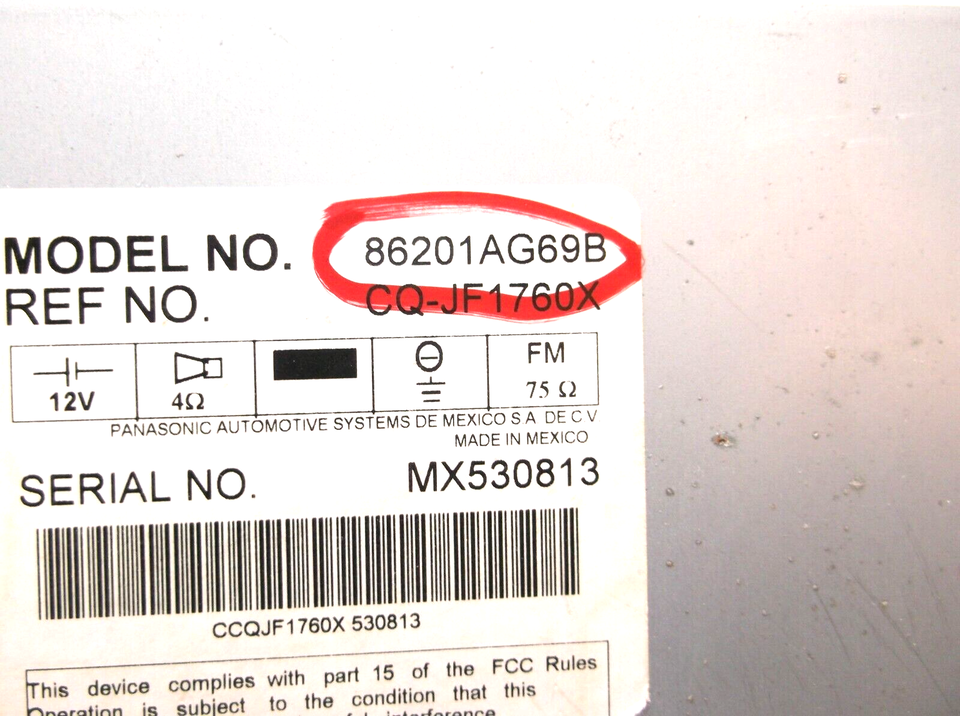 MODEL NO. 86201AG69B
REF NO. CQ-JF1760X
12V 4Ω FM 75 Ω
PANASONIC AUTOMOTIVE SYSTEMS DE MEXICO S A DE C V
MADE IN MEXICO
SERIAL NO. MX530813
CCQJF1760X 530813
This device complies with part 15 of the FCC Rules
Operation is subject to the condition that this
interference